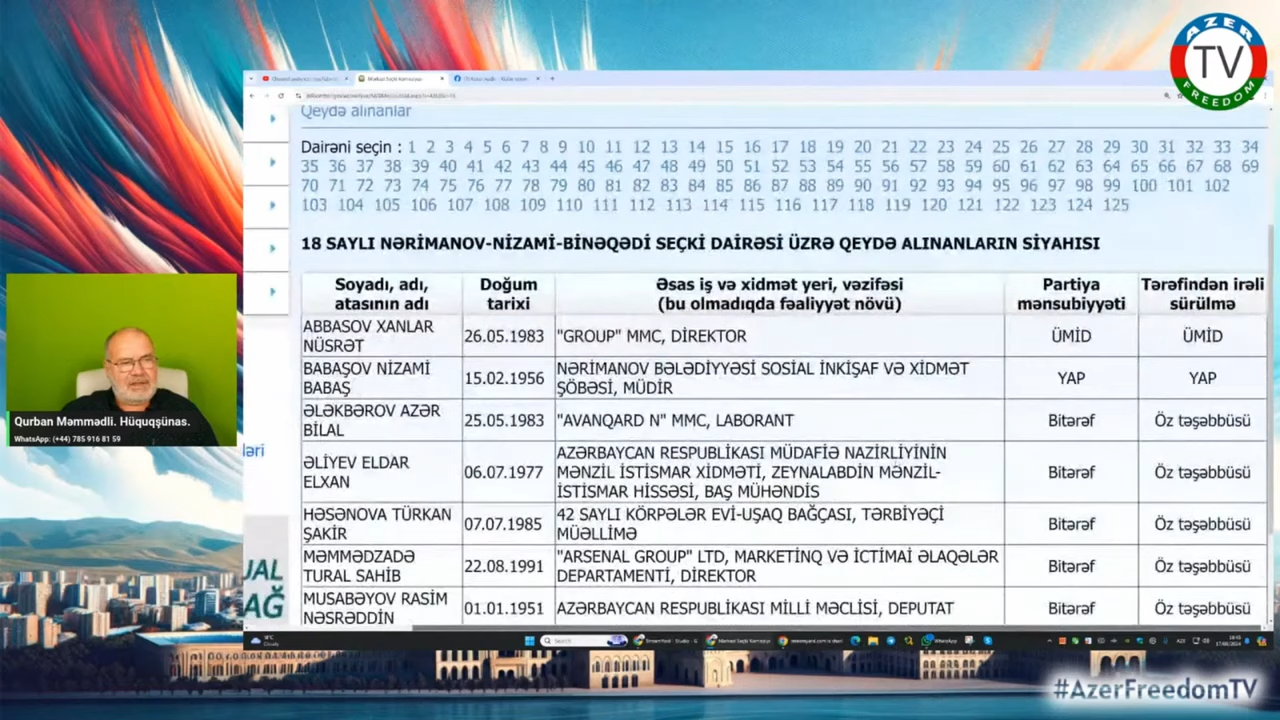 AZER
TV
FREEDOM
Qeydə alınanlar
Dairəni seçin : 1 2 3 4 5 6 7 8 9 10 11 12 13 14 15 16 17 18 19 20 21 22 23 24 25 26 27 28 29 30 31 32 33 34
35 36 37 38 39 40 41 42 43 44 45 46 47 48 49 50 51 52 53 54 55 56 57 58 59 60 61 62 63 64 65 66 67 68 69
70 71 72 73 74 75 76 77 78 79 80 81 82 83 84 85 86 87 88 89 90 91 92 93 94 95 96 97 98 99 100 101 102
103 104 105 106 107 108 109 110 111 112 113 114 115 116 117 118 119 120 121 122 123 124 125
18 SAYLI NƏRİMANOV-NİZAMİ-BİNƏQƏDİ SEÇKİ DAİRƏSİ ÜZRƏ QEYDƏ ALINANLARIN SİYAHISI
Soyadı, adı, atasının adı Doğum tarixi Əsas iş və xidmət yeri, vəzifəsi (bu olmadıqda fəaliyyət növü) Partiya mənsubiyyəti Tərəfindən irəli sürülmə
ABBASOV XANLAR NÜSRƏT 26.05.1983 "GROUP" MMC, DİREKTOR ÜMİD ÜMİD
BABAŞOV NİZAMİ BABAŞ 15.02.1956 NƏRİMANOV BƏLƏDİYYƏSİ SOSİAL İNKİŞAF VƏ XİDMƏT ŞÖBƏSİ, MÜDİR YAP YAP
ƏLƏKBƏROV AZƏR BİLAL 25.05.1983 "AVANQARD N" MMC, LABORANT Bitərəf Öz təşəbbüsü
ƏLİYEV ELDAR ELXAN 06.07.1977 AZƏRBAYCAN RESPUBLİKASI MÜDAFİƏ NAZİRLİYİNİN MƏNZİL İSTİSMAR XİDMƏTİ, ZEYNALABDİN MƏNZİL-İSTİSMAR HİSSƏSİ, BAŞ MÜHƏNDİS Bitərəf Öz təşəbbüsü
HƏSƏNOVA TÜRKAN ŞAKİR 07.07.1985 42 SAYLI KÖRPƏLƏR EVİ-UŞAQ BAĞÇASI, TƏRBİYƏÇİ MÜƏLLİMƏ Bitərəf Öz təşəbbüsü
MƏMMƏDZADƏ TURAL SAHİB 22.08.1991 "ARSENAL GROUP" LTD, MARKETİNQ VƏ İCTİMAİ ƏLAQƏLƏR DEPARTAMENTİ, DİREKTOR Bitərəf Öz təşəbbüsü
MUSABƏYOV RASİM NƏSRƏDDİN 01.01.1951 AZƏRBAYCAN RESPUBLİKASI MİLLİ MƏCLİSİ, DEPUTAT Bitərəf Öz təşəbbüsü
Qurban Məmmədli. Hüquqşünas.
WhatsApp: (+44) 785 916 81 59
ləri
UAL
AĞ
Search
WhatsApp
#AzerFreedomTV